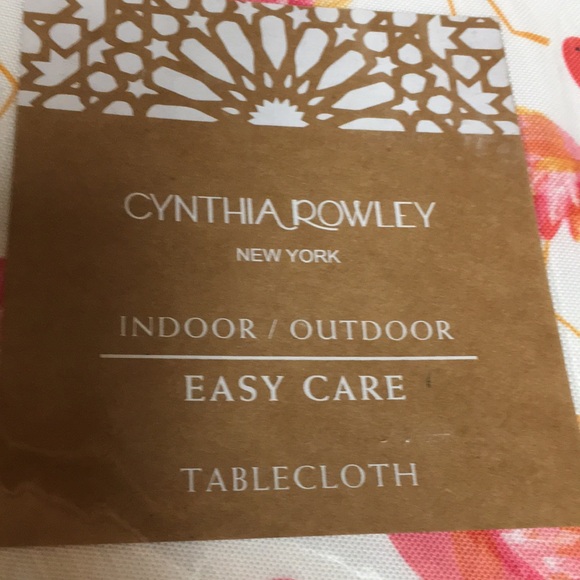 CYNTHIA ROWLEY
NEW YORK
INDOOR / OUTDOOR
EASY CARE
TABLECLOTH